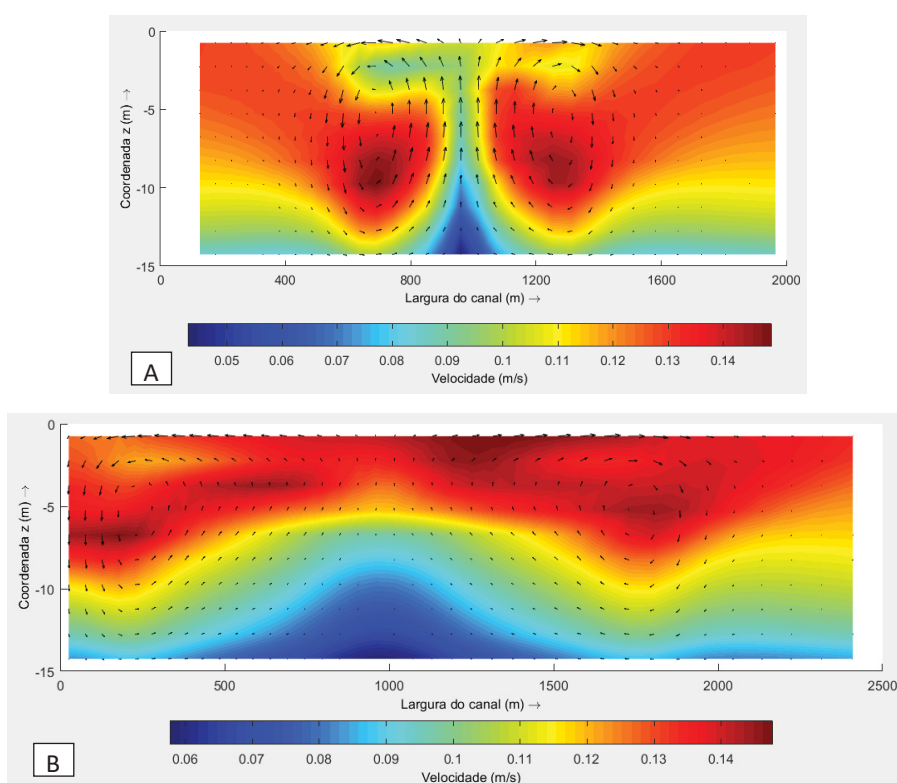 0
-5
-10
-15
Coordenada z (m) →
0 400 800 1200 1600 2000
Largura do canal (m) →
0.05 0.06 0.07 0.08 0.09 0.1 0.11 0.12 0.13 0.14
Velocidade (m/s)
A
0
-5
-10
-15
Coordenada z (m) →
0 500 1000 1500 2000 2500
Largura do canal (m) →
0.06 0.07 0.08 0.09 0.1 0.11 0.12 0.13 0.14
Velocidade (m/s)
B